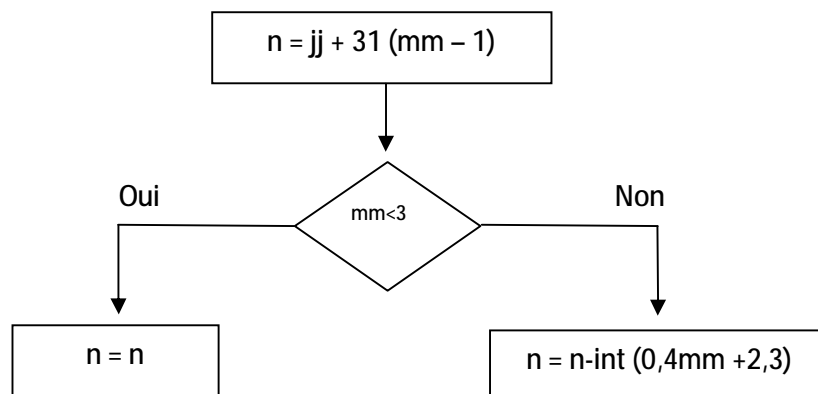 n = jj + 31 (mm – 1)
Oui
mm<3
Non
n = n
n = n-int (0,4mm +2,3)